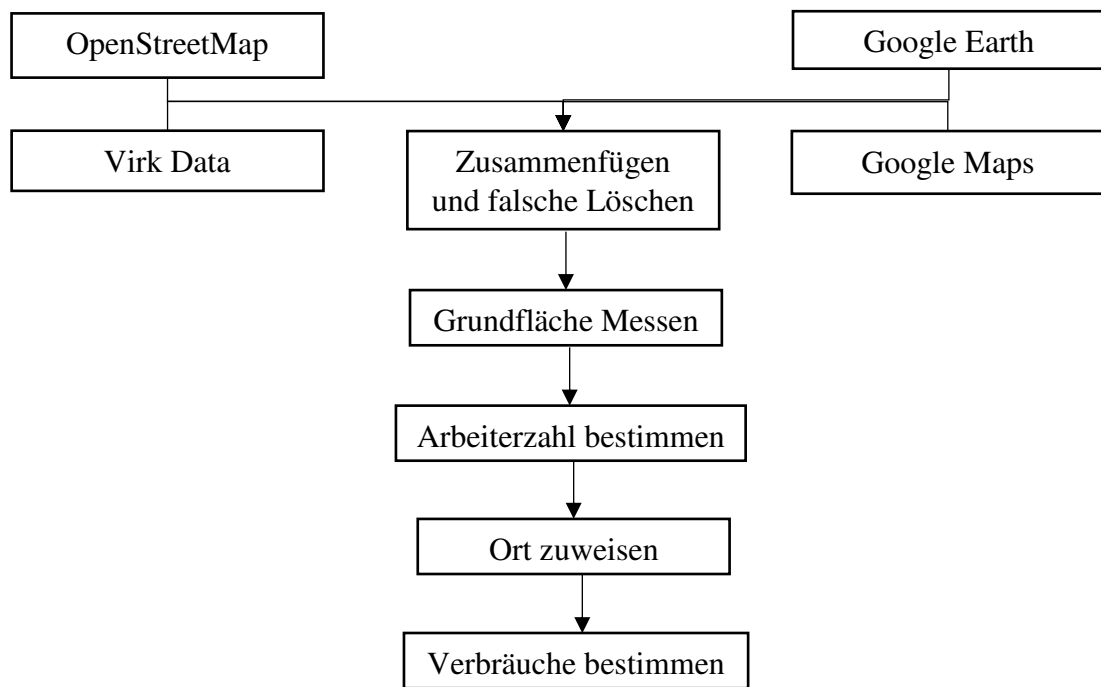 OpenStreetMap
Google Earth
Virk Data
Zusammenfügen
und falsche Löschen
Google Maps
Grundfläche Messen
Arbeiterzahl bestimmen
Ort zuweisen
Verbräuche bestimmen